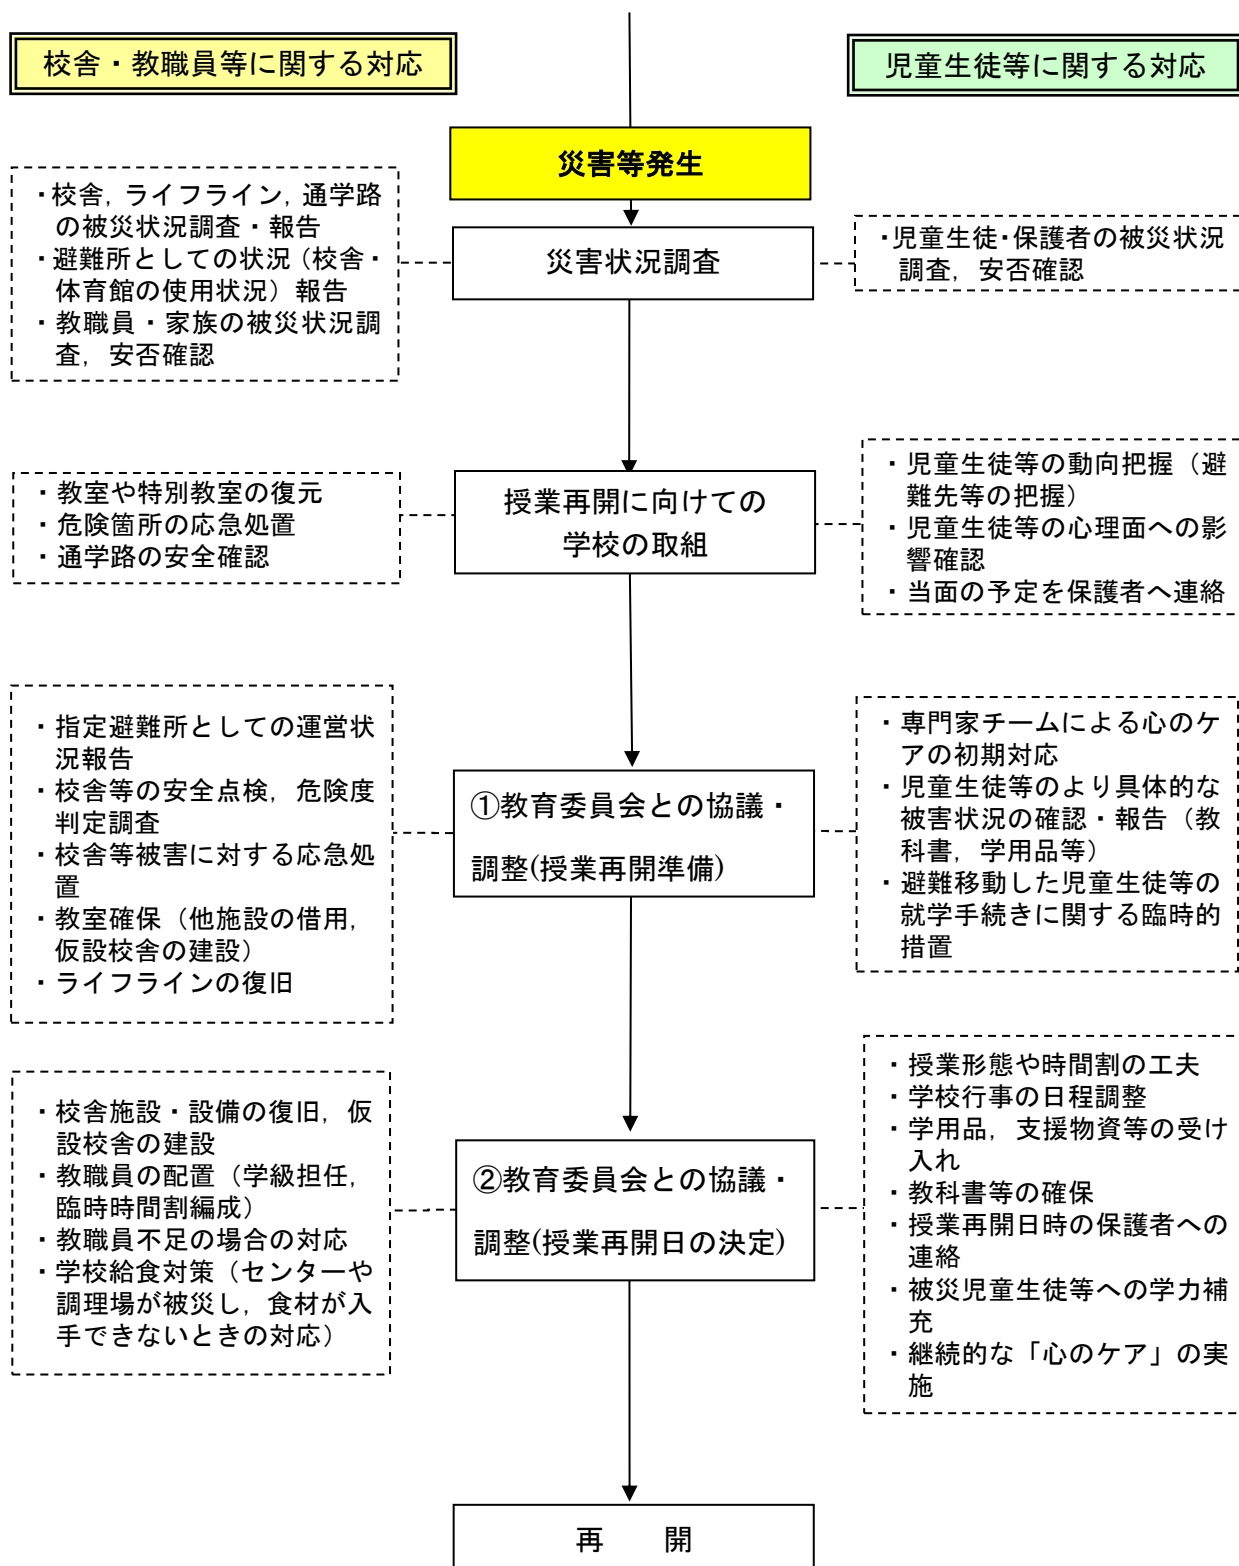 校舎・教職員等に関する対応
児童生徒等に関する対応
災害等発生
・校舎，ライフライン，通学路
の被災状況調査・報告
・避難所としての状況（校舎・
体育館の使用状況）報告
・教職員・家族の被災状況調
査，安否確認
災害状況調査
・児童生徒・保護者の被災状況
調査，安否確認
・教室や特別教室の復元
・危険箇所の応急処置
・通学路の安全確認
授業再開に向けての
学校の取組
・児童生徒等の動向把握（避
難先等の把握）
・児童生徒等の心理面への影
響確認
・当面の予定を保護者へ連絡
・指定避難所としての運営状
況報告
・校舎等の安全点検，危険度
判定調査
・校舎等被害に対する応急処
置
・教室確保（他施設の借用，
仮設校舎の建設）
・ライフラインの復旧
①教育委員会との協議・
調整(授業再開準備)
・専門家チームによる心のケ
アの初期対応
・児童生徒等のより具体的な
被害状況の確認・報告（教
科書，学用品等）
・避難移動した児童生徒等の
就学手続きに関する臨時的
措置
・校舎施設・設備の復旧，仮
設校舎の建設
・教職員の配置（学級担任，
臨時時間割編成）
・教職員不足の場合の対応
・学校給食対策（センターや
調理場が被災し，食材が入
手できないときの対応）
②教育委員会との協議・
調整(授業再開日の決定)
・授業形態や時間割の工夫
・学校行事の日程調整
・学用品，支援物資等の受け
入れ
・教科書等の確保
・授業再開日時の保護者への
連絡
・被災児童生徒等への学力補
充
・継続的な「心のケア」の実
施
再　　開